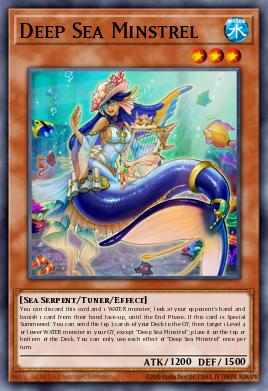 Deep Sea Minstrel
WATER
水
[Sea Serpent/Tuner/Effect]
You can discard this card and 1 WATER monster; look at your opponent's hand and
banish 1 card from their hand face-up, until the End Phase. If this card is Special
Summoned: You can send the top 3 cards of your Deck to the GY, then target 1 Level 4
or lower WATER monster in your GY, except "Deep Sea Minstrel"; place it on the top or
bottom of the Deck. You can only use each effect of "Deep Sea Minstrel" once per
turn.
ATK/1200 DEF/1500
©2020 Studio Dice/SHUEISHA, TV TOKYO, KONAMI